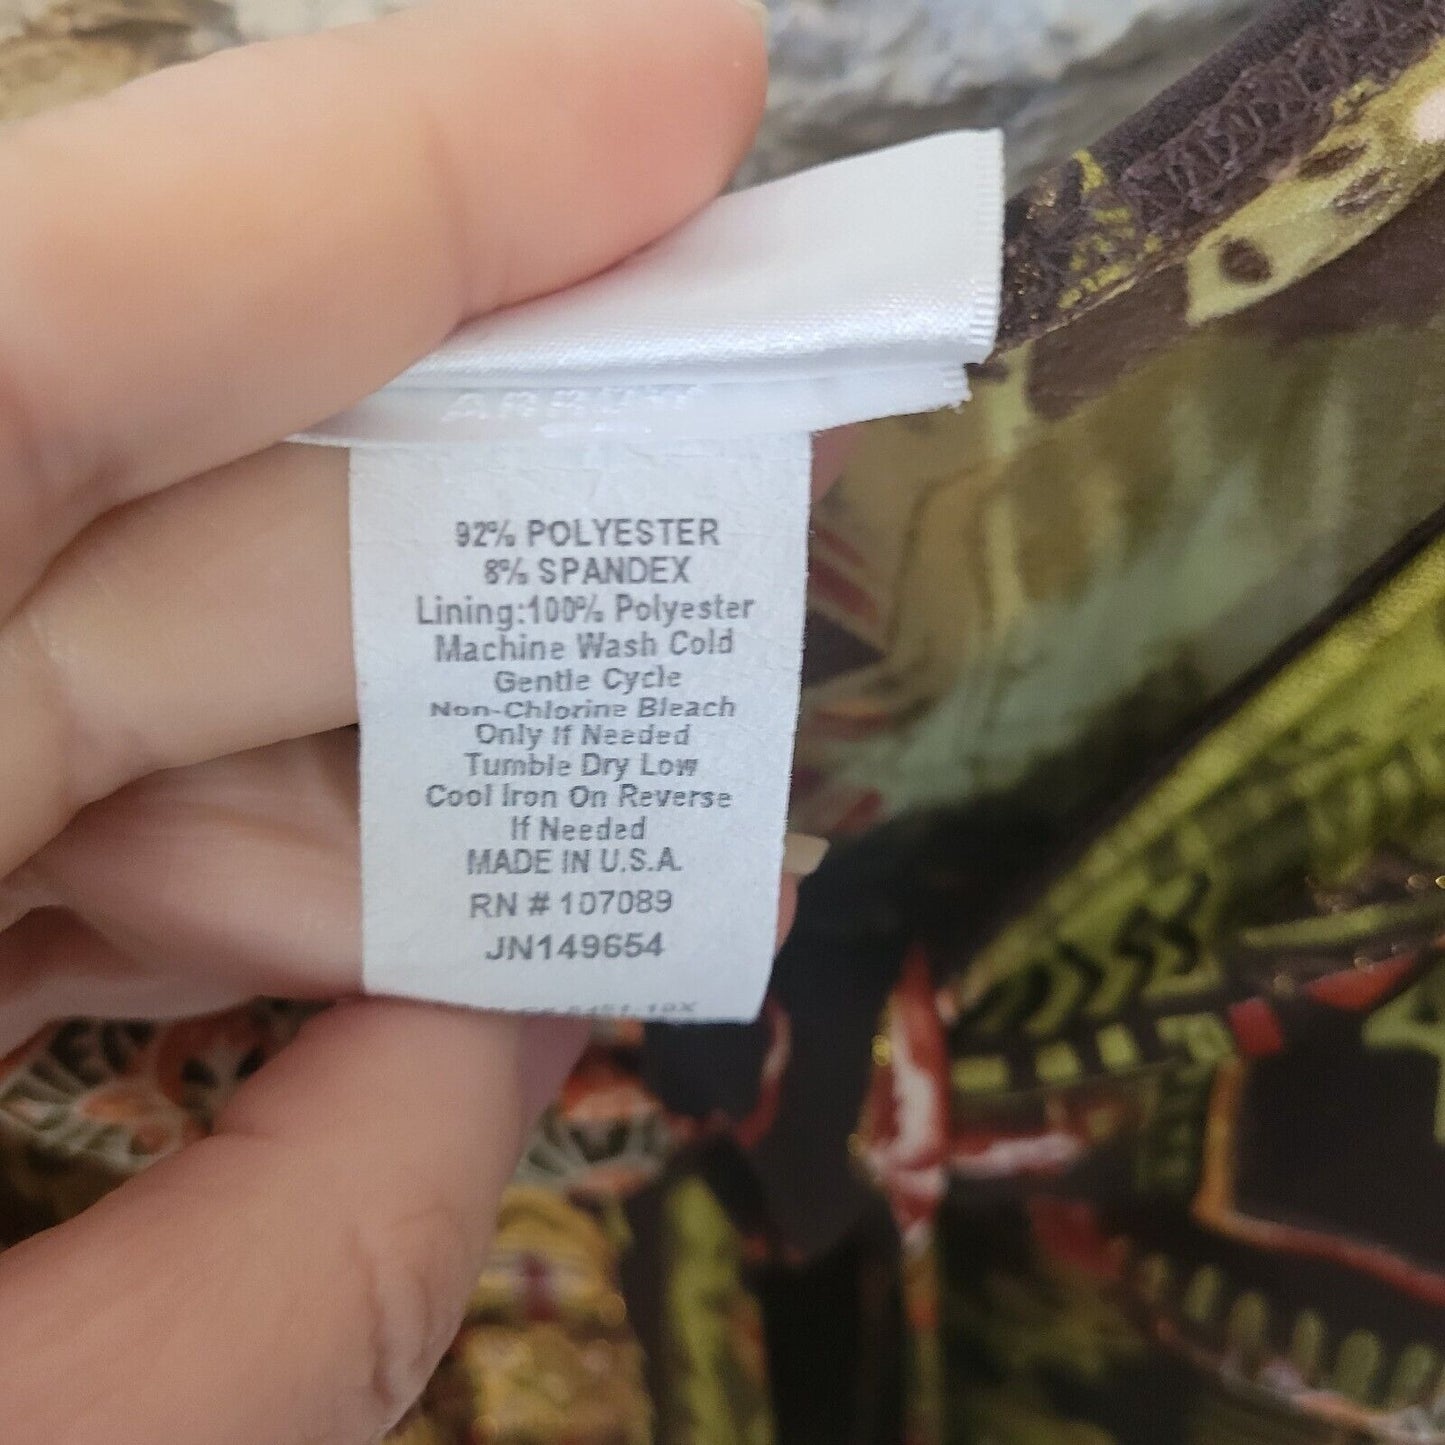 92% POLYESTER
8% SPANDEX
Lining:100% Polyester
Machine Wash Cold
Gentle Cycle
Non-Chlorine Bleach
Only If Needed
Tumble Dry Low
Cool Iron On Reverse
If Needed
MADE IN U.S.A.
RN # 107089
JN149654